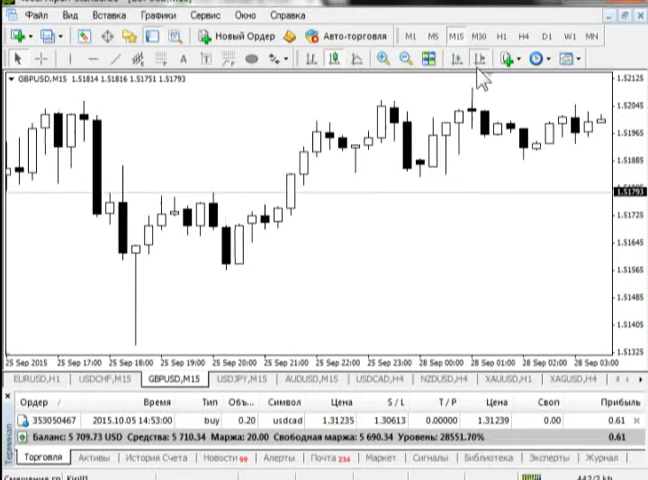 Файл Вид Вставка Графики Сервис Окно Справка
Новый Ордер Авто-торговля M1 M5 M15 M30 H1 H4 D1 W1 MN
GBPUSD,M15 1.51814 1.51816 1.51751 1.51793
1.52125
1.52045
1.51965
1.51885
1.51793
1.51725
1.51645
1.51565
1.51485
1.51405
1.51325
25 Sep 2015 25 Sep 17:00 25 Sep 18:00 25 Sep 19:00 25 Sep 20:00 25 Sep 21:00 25 Sep 22:00 25 Sep 23:00 28 Sep 00:00 28 Sep 01:00 28 Sep 02:00 28 Sep 03:00
EURUSD,H1 USDCHF,M15 GBPUSD,M15 USDJPY,M15 AUDUSD,M15 USDCAD,H4 NZDUSD,H4 XAUUSD,H1 XAGUSD,H4
Ордер Время Тип Объ... Символ Цена S / L T / P Цена Своп Прибыль
353050467 2015.10.05 14:53:00 buy 0.20 usdcad 1.31235 1.30613 0.00000 1.31239 0.00 0.61
Баланс: 5 709.73 USD Средства: 5 710.34 Маржа: 20.00 Свободная маржа: 5 690.34 Уровень: 28551.70% 0.61
Терминал
Торговля Активы История Счета Новости 99 Алерты Почта 234 Маркет Сигналы Библиотека Эксперты Журнал